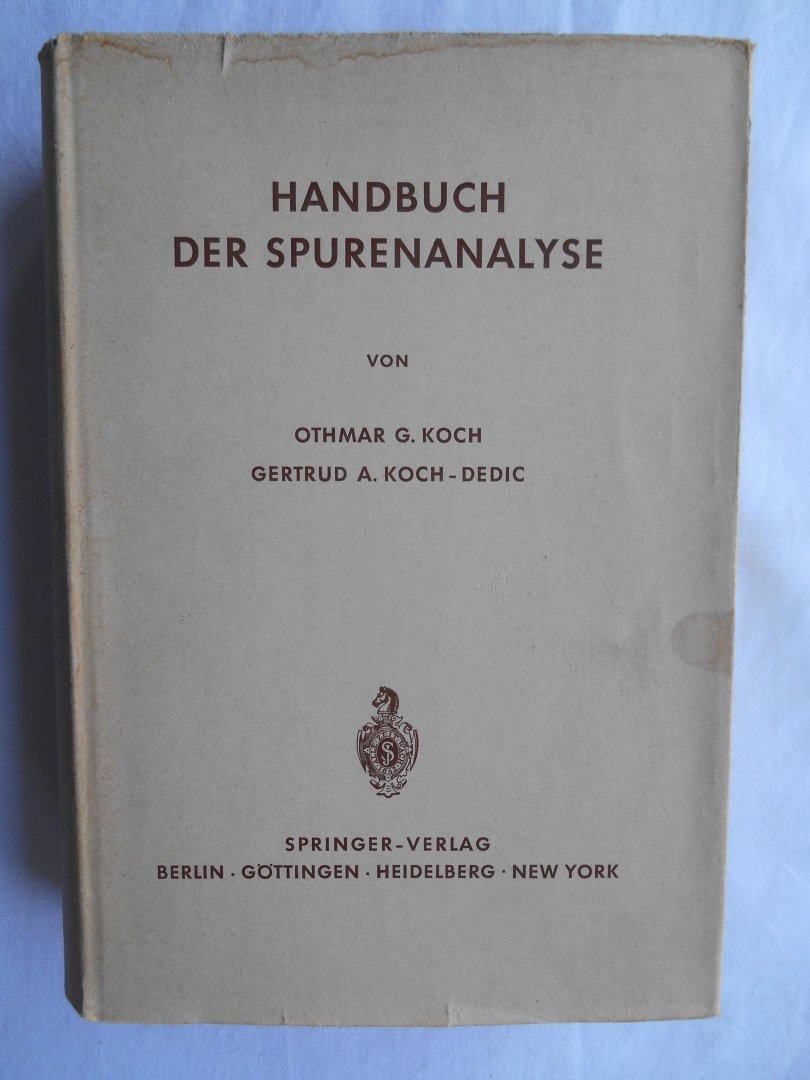 HANDBUCH
DER SPURENANALYSE
VON
OTHMAR G. KOCH
GERTRUD A. KOCH-DEDIC
SPRINGER-VERLAG
BERLIN · GÖTTINGEN · HEIDELBERG · NEW YORK